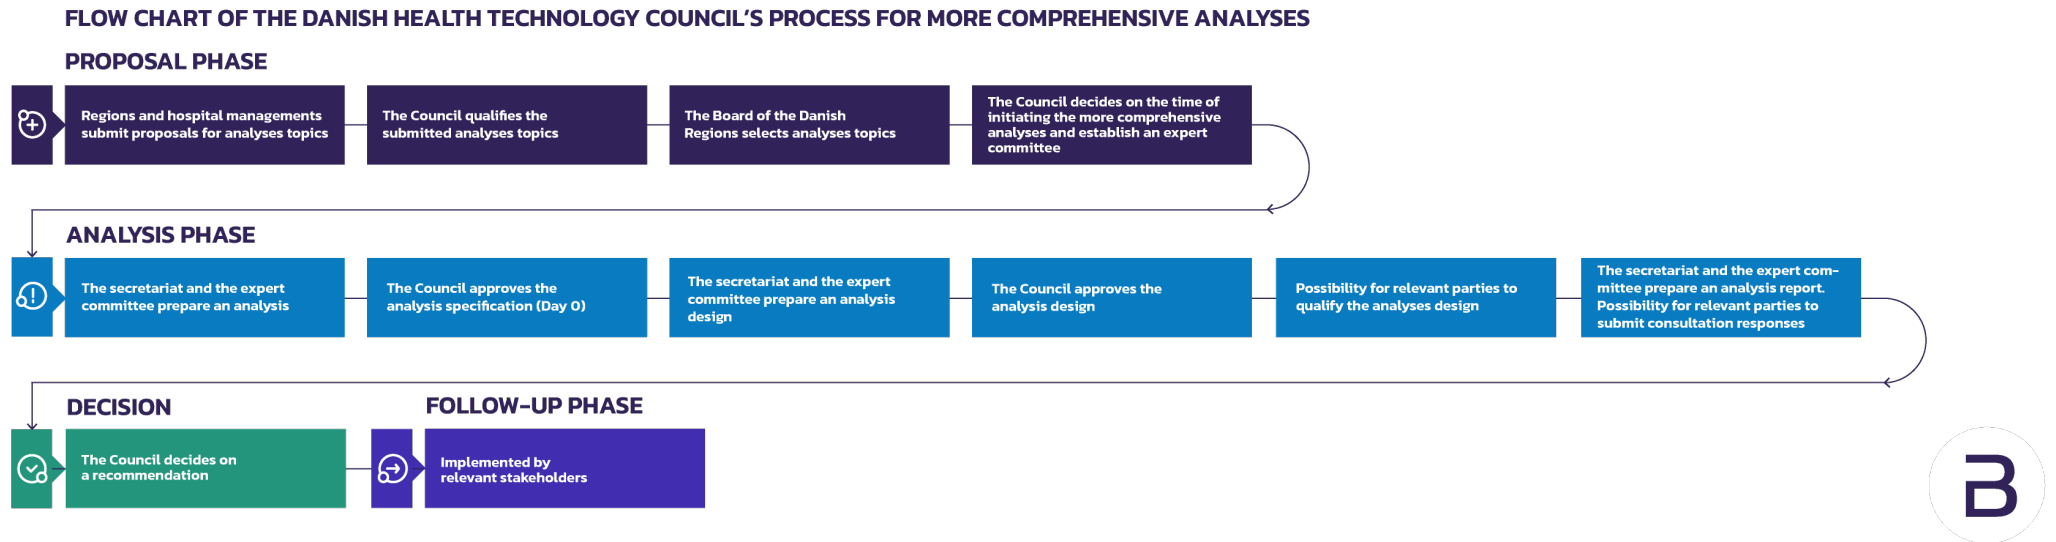 FLOW CHART OF THE DANISH HEALTH TECHNOLOGY COUNCIL'S PROCESS FOR MORE COMPREHENSIVE ANALYSES
PROPOSAL PHASE
Regions and hospital managements
submit proposals for analyses topics
The Council qualifies the
submitted analyses topics
The Board of the Danish
Regions selects analyses topics
The Council decides on the time of
initiating the more comprehensive
analyses and establish an expert
committee
ANALYSIS PHASE
The secretariat and the expert
committee prepare an analysis
The Council approves the
analysis specification (Day 0)
The secretariat and the expert
committee prepare an analysis
design
The Council approves the
analysis design
Possibility for relevant parties to
qualify the analyses design
The secretariat and the expert com-
mittee prepare an analysis report.
Possibility for relevant parties to
submit consultation responses
DECISION
The Council decides on
a recommendation
FOLLOW-UP PHASE
Implemented by
relevant stakeholders
B